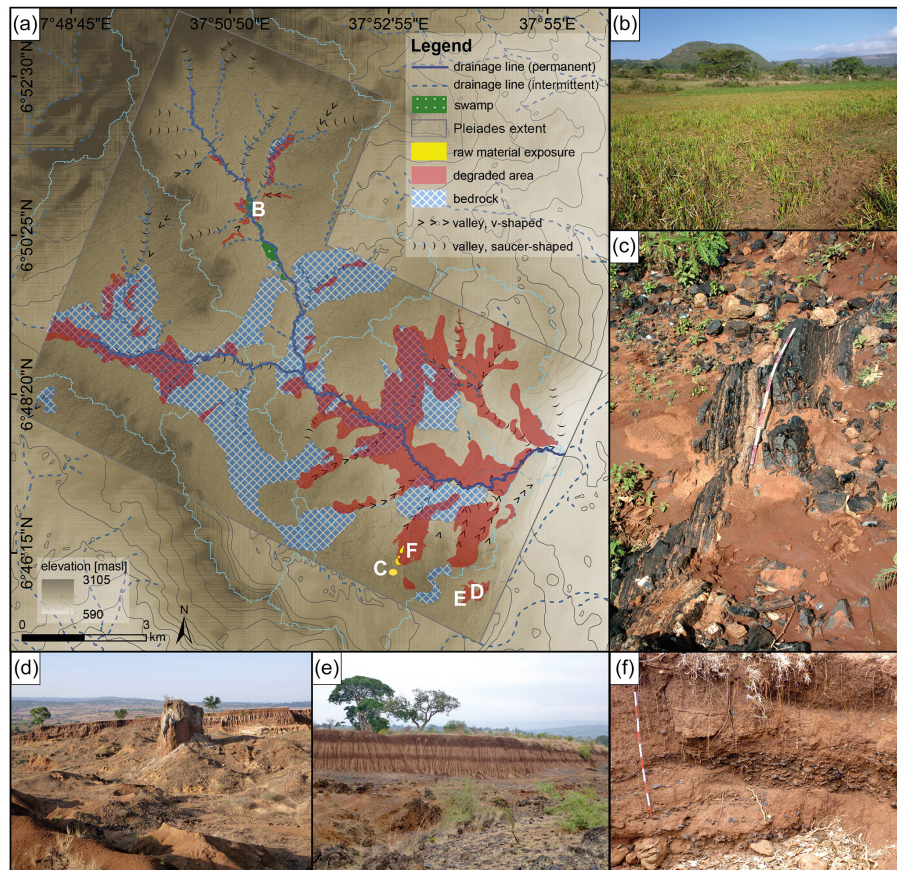 (a)
37°48'45"E
37°50'50"E
37°52'55"E
37°55'E
6°52'30"N
6°50'25"N
6°48'20"N
6°46'15"N
Legend
drainage line (permanent)
drainage line (intermittent)
swamp
Pleiades extent
raw material exposure
degraded area
bedrock
valley, v-shaped
valley, saucer-shaped
B
F
C
E
D
elevation [masl]
3105
590
N
0
3
km
(b)
(c)
(d)
(e)
(f)